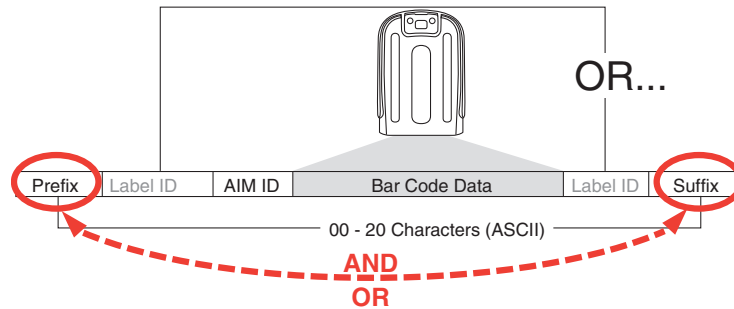 OR...
Prefix Label ID AIM ID Bar Code Data Label ID Suffix
00 - 20 Characters (ASCII)
AND
OR